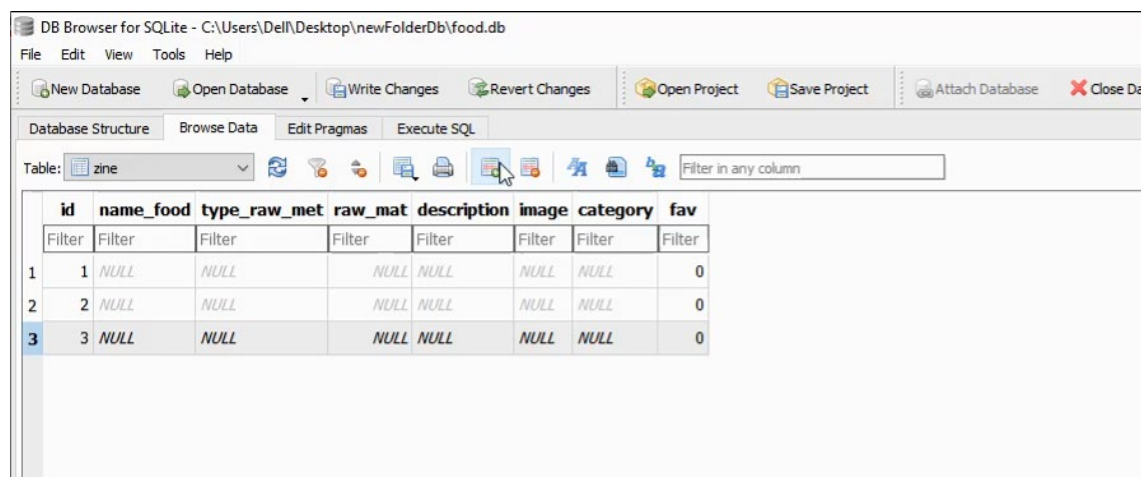 DB Browser for SQLite - C:\Users\Dell\Desktop\newFolderDb\food.db
File Edit View Tools Help
New Database Open Database Write Changes Revert Changes Open Project Save Project Attach Database Close Da
Database Structure Browse Data Edit Pragmas Execute SQL
Table: zine Filter in any column
id name_food type_raw_met raw_mat description image category fav
Filter Filter Filter Filter Filter Filter Filter Filter
1 1 NULL NULL NULL NULL NULL NULL 0
2 2 NULL NULL NULL NULL NULL NULL 0
3 3 NULL NULL NULL NULL NULL NULL 0